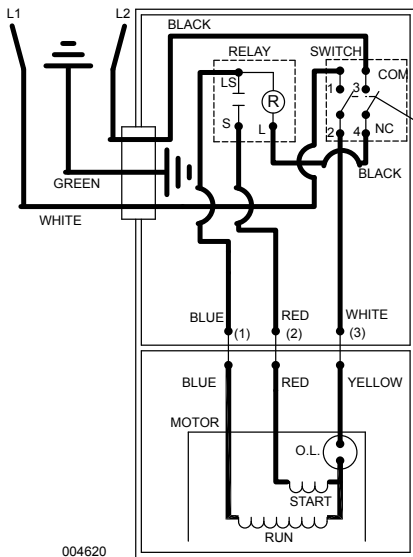 L1
L2
BLACK
RELAY
SWITCH
COM
LS
R
1
3
S
L
2
4
NC
BLACK
GREEN
WHITE
BLUE
(1)
RED
(2)
WHITE
(3)
BLUE
RED
YELLOW
MOTOR
O.L.
START
RUN
004620